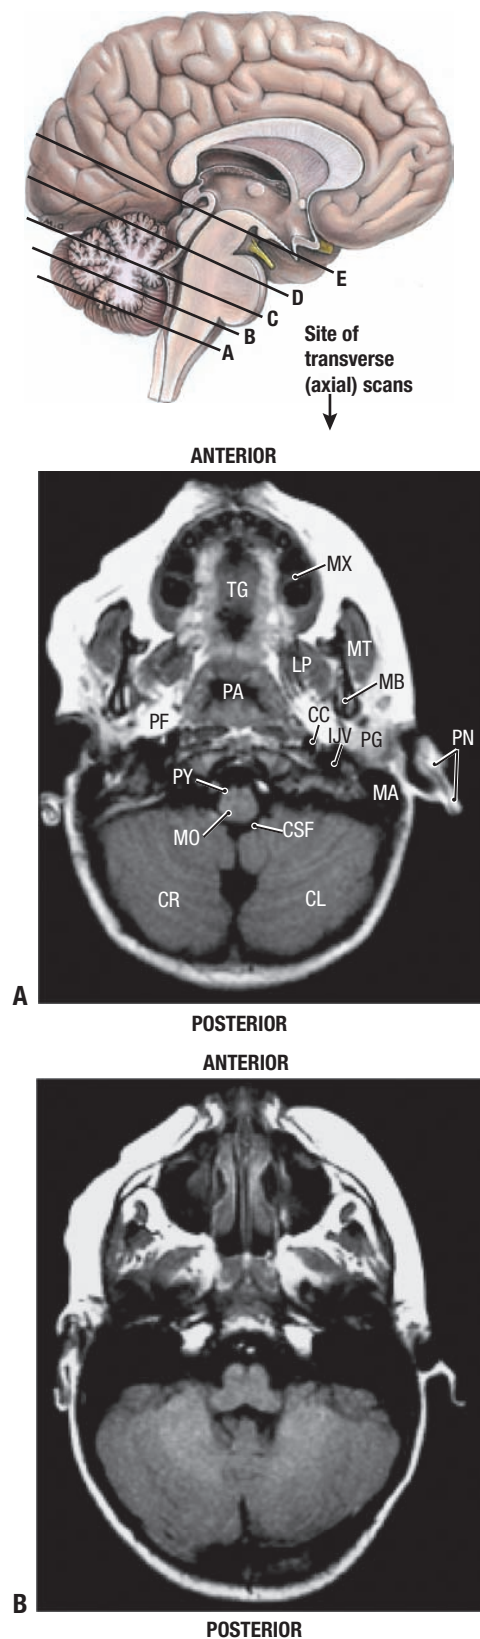 E
D
C
B
A
Site of
transverse
(axial) scans
ANTERIOR
MX
TG
MT
LP
MB
PA
CC
PF
IJV
PG
PN
PY
MA
MO
CSF
CR
CL
A
POSTERIOR
ANTERIOR
B
POSTERIOR